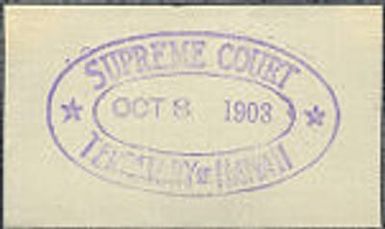 SUPREME COURT
OCT 8 1903
TERRITORY OF HAWAII